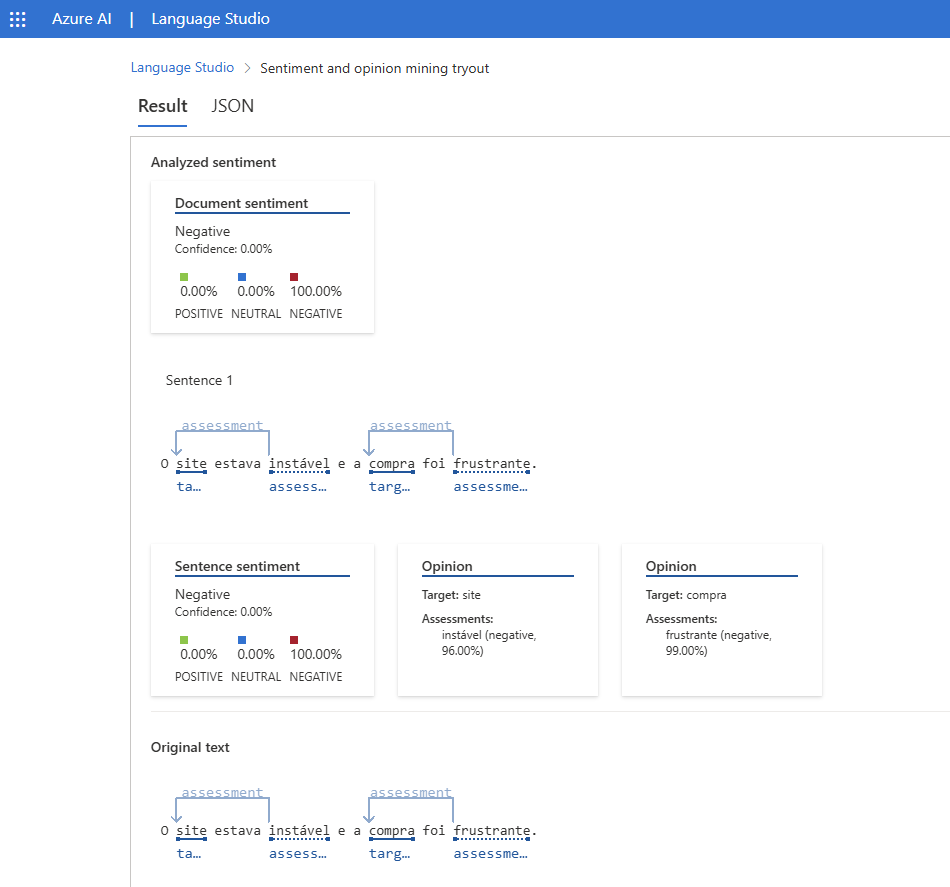 Azure AI | Language Studio
Language Studio > Sentiment and opinion mining tryout
Result JSON
Analyzed sentiment
Document sentiment
Negative
Confidence: 0.00%
0.00% 0.00% 100.00%
POSITIVE NEUTRAL NEGATIVE
Sentence 1
assessment assessment
O site estava instável e a compra foi frustrante.
ta... assess... targ... assessme...
Sentence sentiment
Negative
Confidence: 0.00%
0.00% 0.00% 100.00%
POSITIVE NEUTRAL NEGATIVE
Opinion
Target: site
Assessments:
instável (negative,
96.00%)
Opinion
Target: compra
Assessments:
frustrante (negative,
99.00%)
Original text
assessment assessment
O site estava instável e a compra foi frustrante.
ta... assess... targ... assessme...